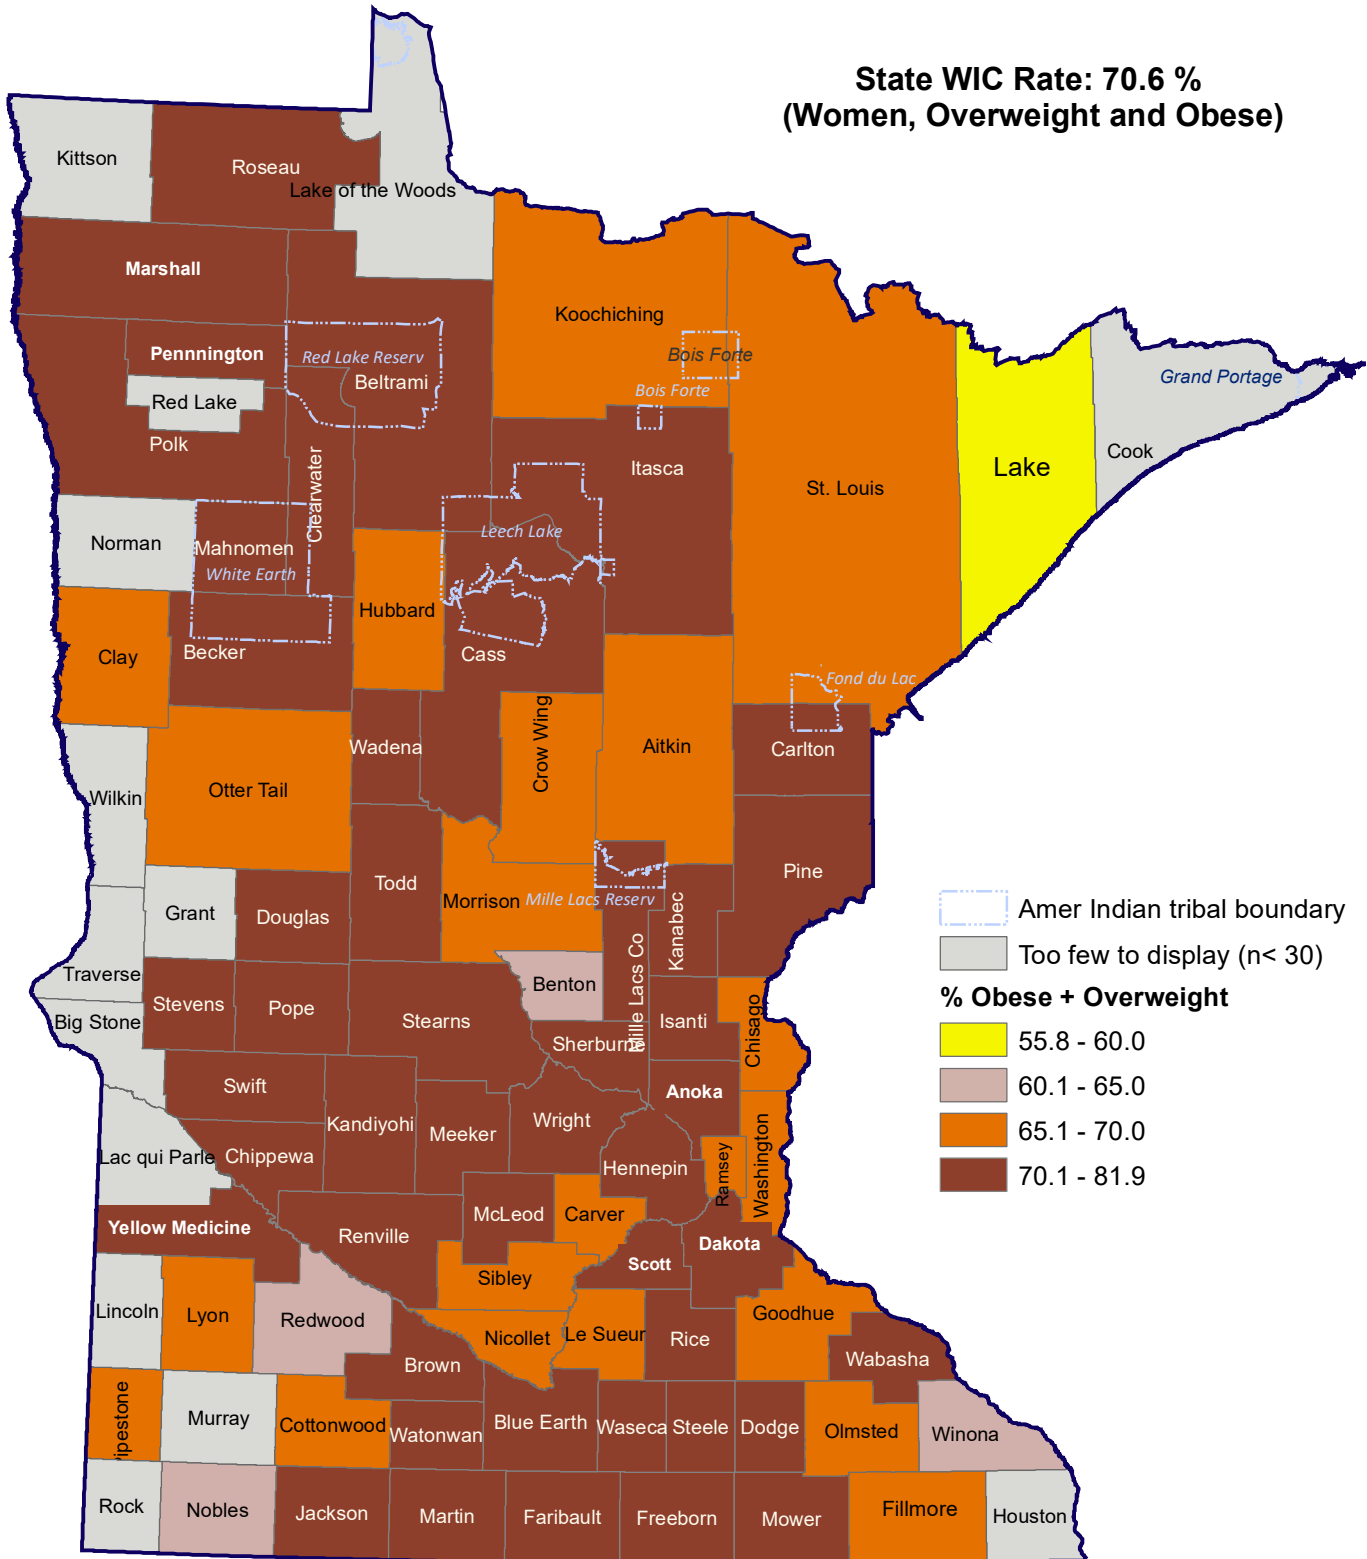 State WIC Rate: 70.6 %
(Women, Overweight and Obese)
Kittson
Roseau
Lake of the Woods
Marshall
Koochiching
Pennnington
Red Lake Reserv
Bois Forte
Beltrami
Bois Forte
Grand Portage
Red Lake
Polk
Cook
Clearwater
Itasca
Lake
St. Louis
Leech Lake
Norman
Mahnomen
White Earth
Hubbard
Clay
Becker
Cass
Fond du Lac
Wadena
Crow Wing
Aitkin
Carlton
Otter Tail
Wilkin
Todd
Pine
Morrison
Mille Lacs Reserv
Grant
Douglas
Kanabec
Amer Indian tribal boundary
Too few to display (n< 30)
% Obese + Overweight
55.8 - 60.0
60.1 - 65.0
65.1 - 70.0
70.1 - 81.9
Traverse
Benton
Mille Lacs Co
Stevens
Pope
Big Stone
Stearns
Isanti
Chisago
Sherburne
Swift
Anoka
Kandiyohi
Wright
Meeker
Lac qui Parle
Chippewa
Hennepin
Ramsey
Washington
Yellow Medicine
Renville
McLeod
Carver
Dakota
Scott
Sibley
Lincoln
Lyon
Redwood
Nicollet
Le Sueur
Rice
Goodhue
Brown
Wabasha
Pipestone
Murray
Cottonwood
Watonwan
Blue Earth
Waseca
Steele
Dodge
Olmsted
Winona
Rock
Nobles
Jackson
Martin
Faribault
Freeborn
Mower
Fillmore
Houston